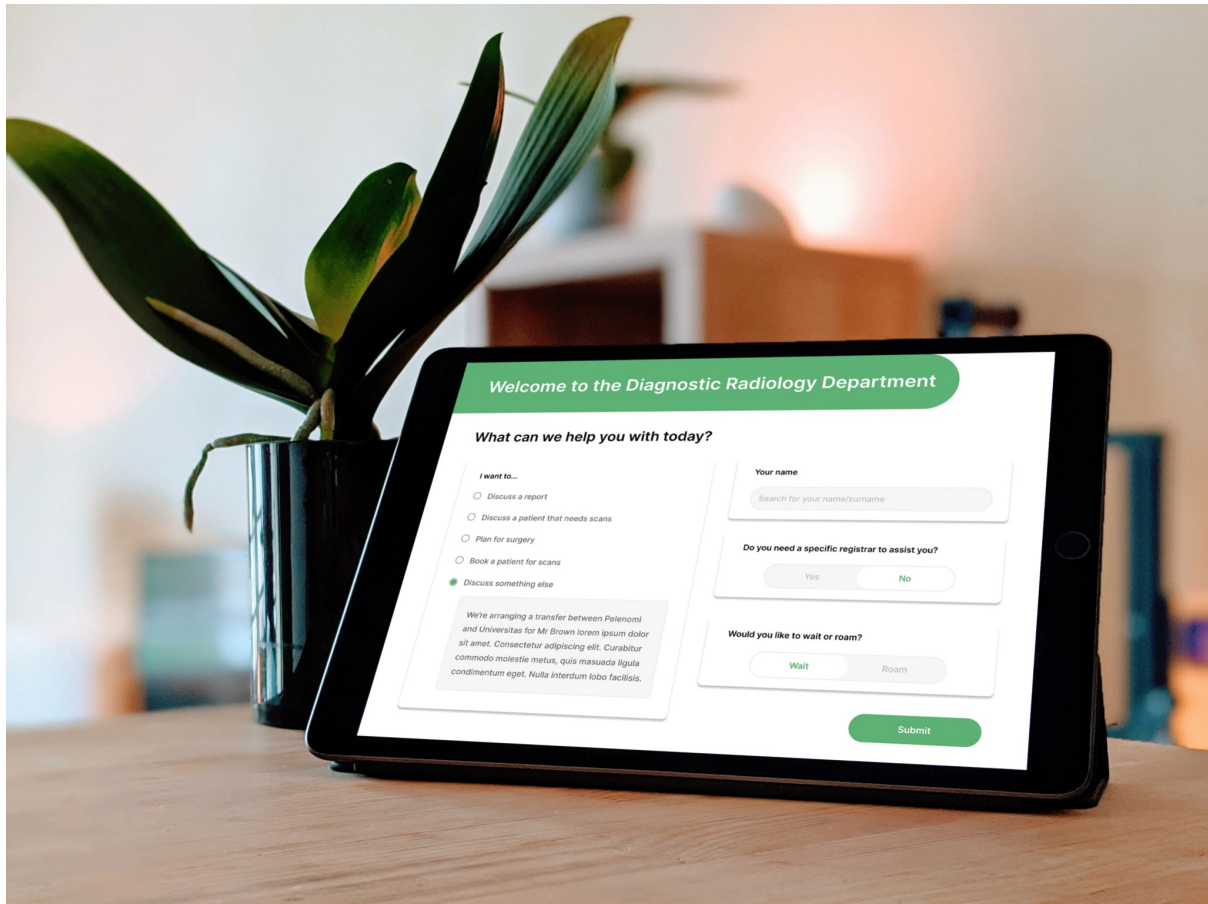 Welcome to the Diagnostic Radiology Department
What can we help you with today?
I want to...
Discuss a report
Discuss a patient that needs scans
Plan for surgery
Book a patient for scans
Discuss something else
We're arranging a transfer between Pelenomi
and Universitas for Mr Brown lorem ipsum dolor
sit amet. Consectetur adipiscing elit. Curabitur
commodo molestie metus, quis masuada ligula
condimentum eget. Nulla interdum lobo facilisis.
Your name
Search for your name/surname
Do you need a specific registrar to assist you?
Yes No
Would you like to wait or roam?
Wait Roam
Submit